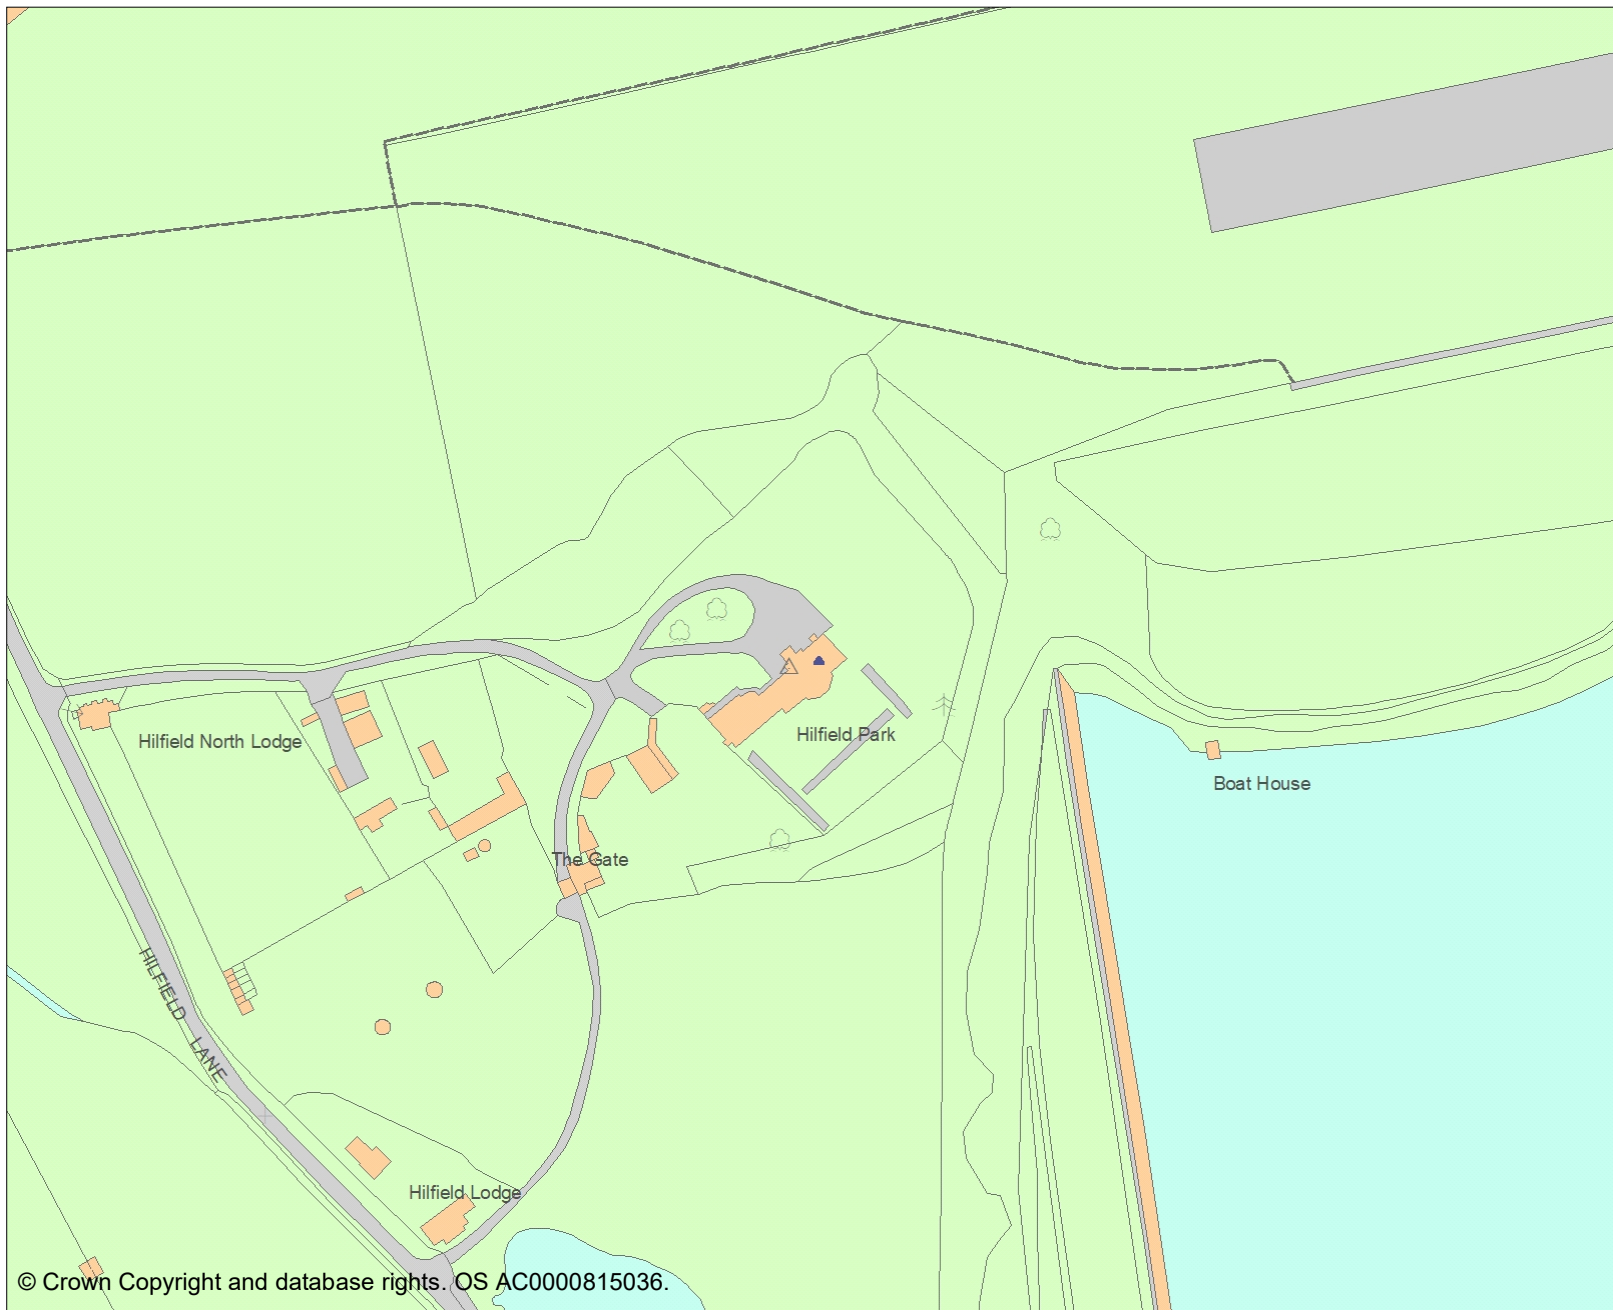 Hilfield Park
Hilfield North Lodge
Boat House
The Gate
HILFIELD LANE
Hilfield Lodge
© Crown Copyright and database rights. OS AC0000815036.